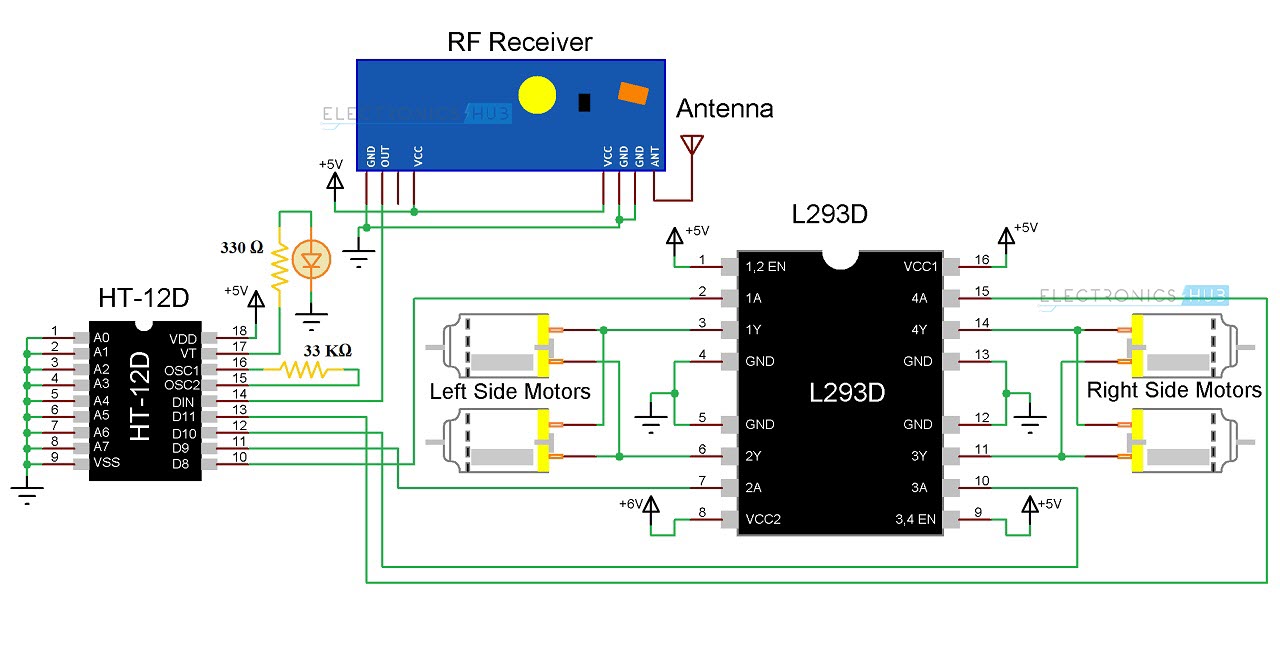 RF Receiver
ELECTRONICS HUB
Antenna
GND
OUT
VCC
VCC
GND
GND
ANT
+5V
330 Ω
+5V
HT-12D
HT-12D
33 KΩ
1 A0
2 A1
3 A2
4 A3
5 A4
6 A5
7 A6
8 A7
9 VSS
VDD 18
VT 17
OSC1 16
OSC2 15
DIN 14
D11 13
D10 12
D9 11
D8 10
Left Side Motors
L293D
L293D
+5V
1 1,2 EN
2 1A
3 1Y
4 GND
5 GND
6 2Y
7 2A
+6V
8 VCC2
+5V
VCC1 16
4A 15
4Y 14
GND 13
GND 12
3Y 11
3A 10
3,4 EN 9
+5V
ELECTRONICS HUB
Right Side Motors